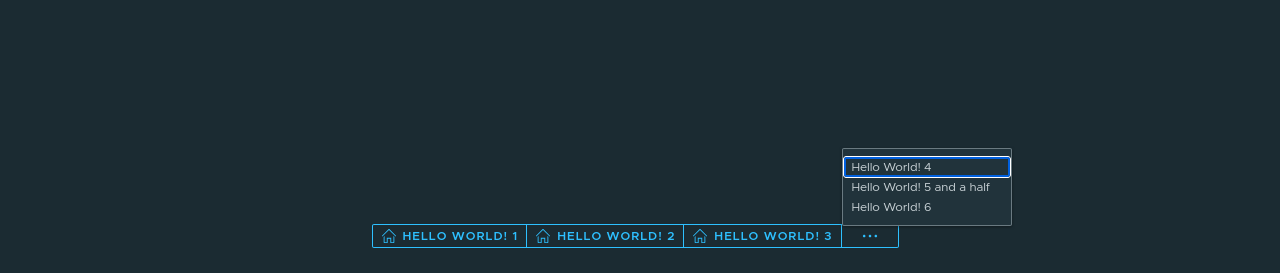 Hello World! 4
Hello World! 5 and a half
Hello World! 6
HELLO WORLD! 1 HELLO WORLD! 2 HELLO WORLD! 3 ...